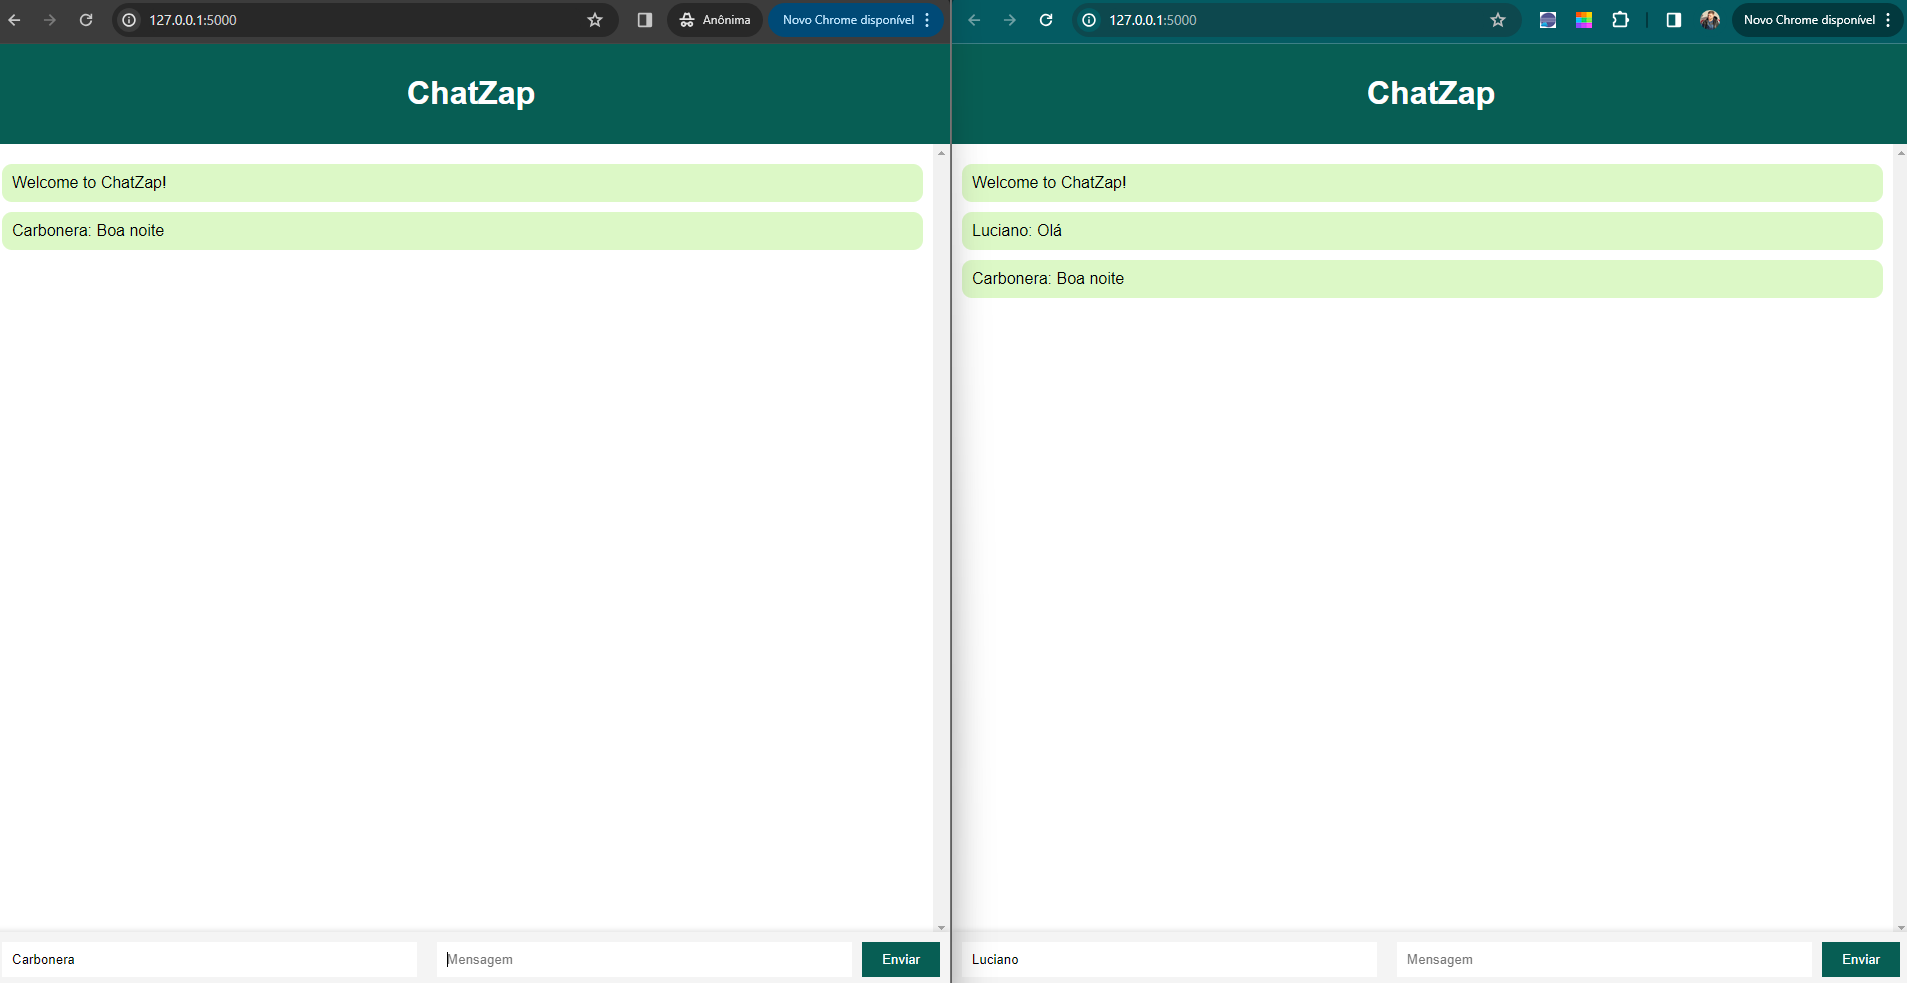 127.0.0.1:5000
Anônima
Novo Chrome disponível
ChatZap
Welcome to ChatZap!
Carbonera: Boa noite
Carbonera
Mensagem
Enviar
127.0.0.1:5000
Novo Chrome disponível
ChatZap
Welcome to ChatZap!
Luciano: Olá
Carbonera: Boa noite
Luciano
Mensagem
Enviar